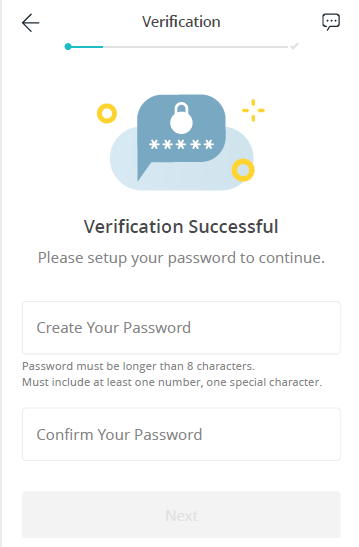 Verification
*****
Verification Successful
Please setup your password to continue.
Create Your Password
Password must be longer than 8 characters.
Must include at least one number, one special character.
Confirm Your Password
Next